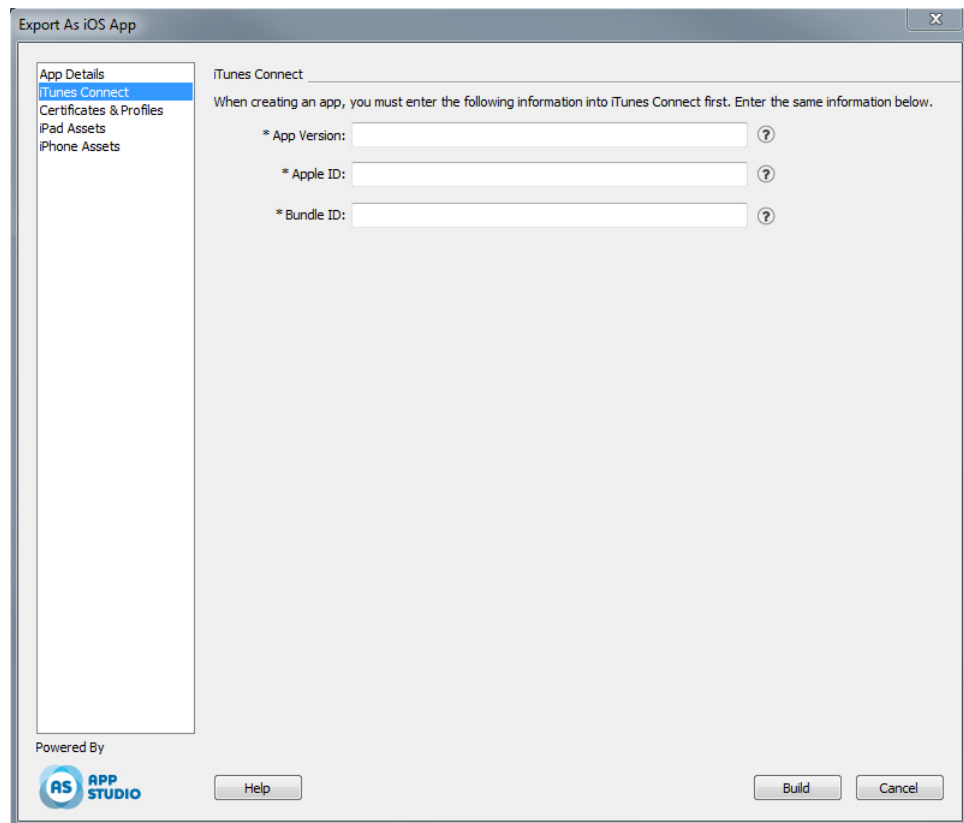 Export As iOS App
App Details
iTunes Connect
Certificates & Profiles
iPad Assets
iPhone Assets
iTunes Connect
When creating an app, you must enter the following information into iTunes Connect first. Enter the same information below.
* App Version:
?
* Apple ID:
?
* Bundle ID:
?
Powered By
AS APP
STUDIO
Help
Build
Cancel